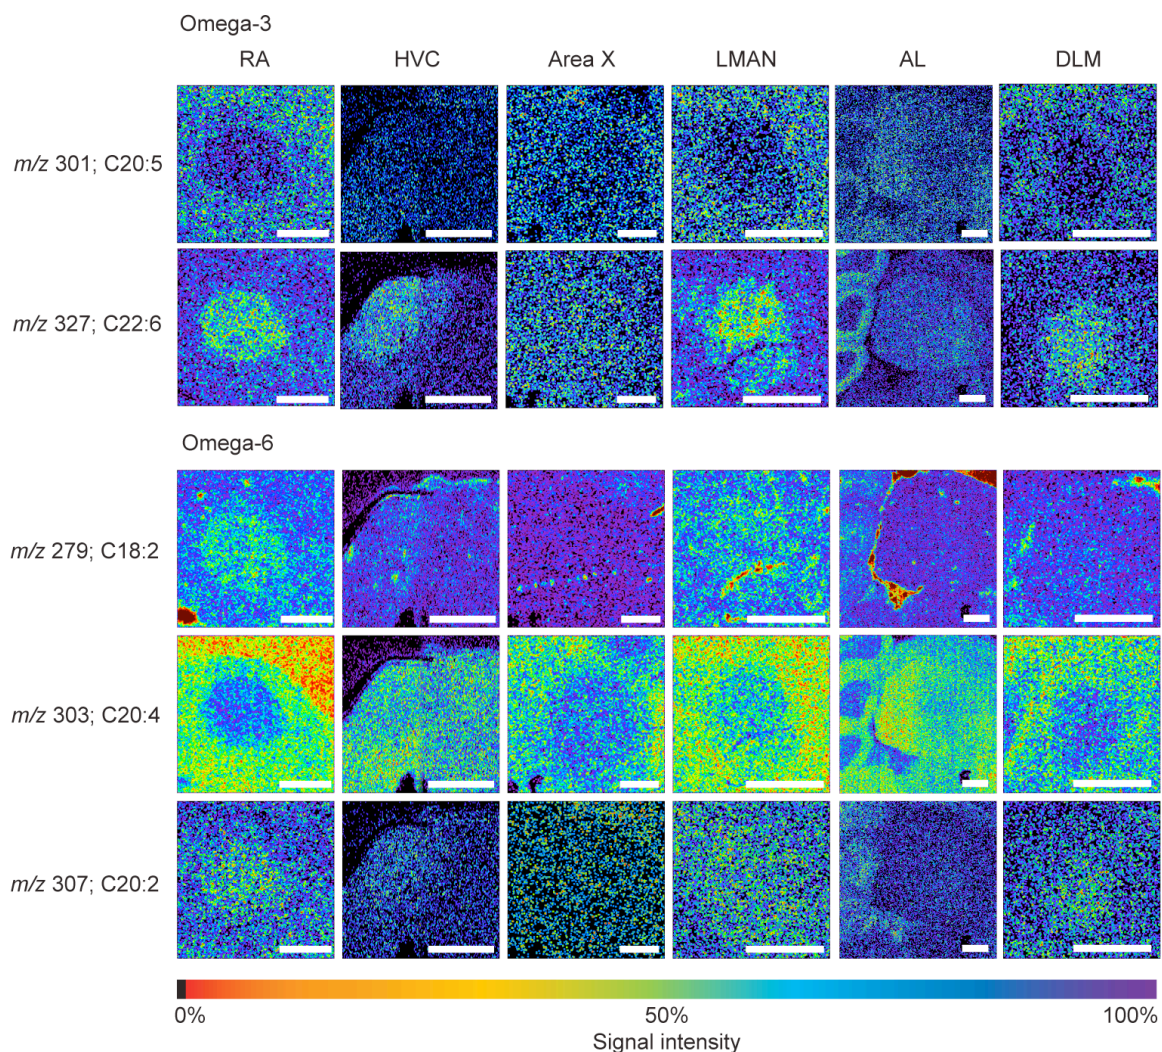 Omega-3
RA HVC Area X LMAN AL DLM
m/z 301; C20:5
m/z 327; C22:6
Omega-6
m/z 279; C18:2
m/z 303; C20:4
m/z 307; C20:2
0% 50% 100%
Signal intensity